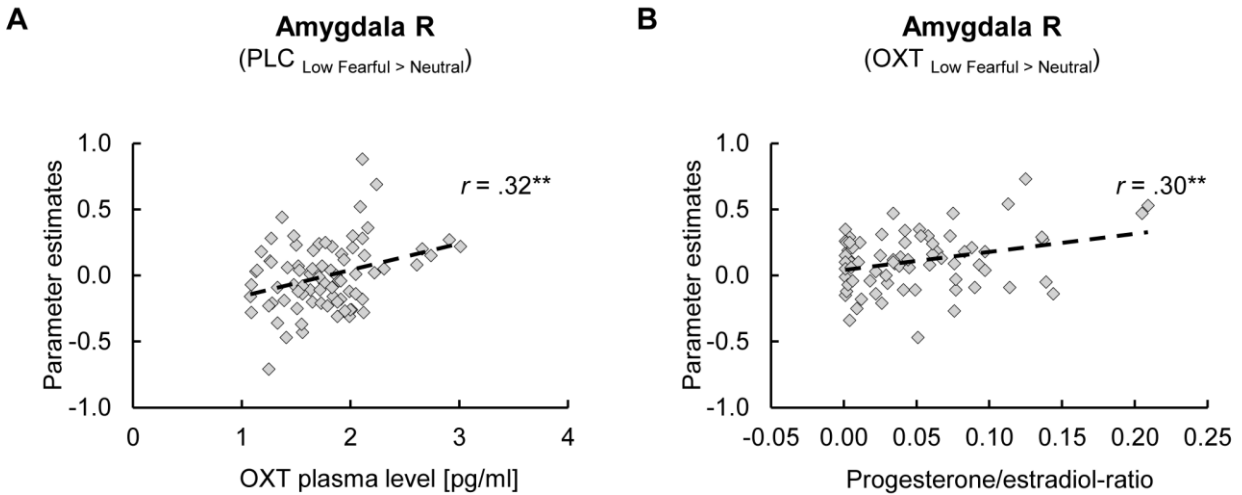 A
Amygdala R
(PLC Low Fearful > Neutral)
Parameter estimates
1.0
0.5
0.0
-0.5
-1.0
r = .32**
0
1
2
3
4
OXT plasma level [pg/ml]
B
Amygdala R
(OXT Low Fearful > Neutral)
Parameter estimates
1.0
0.5
0.0
-0.5
-1.0
r = .30**
-0.05
0.00
0.05
0.10
0.15
0.20
0.25
Progesterone/estradiol-ratio